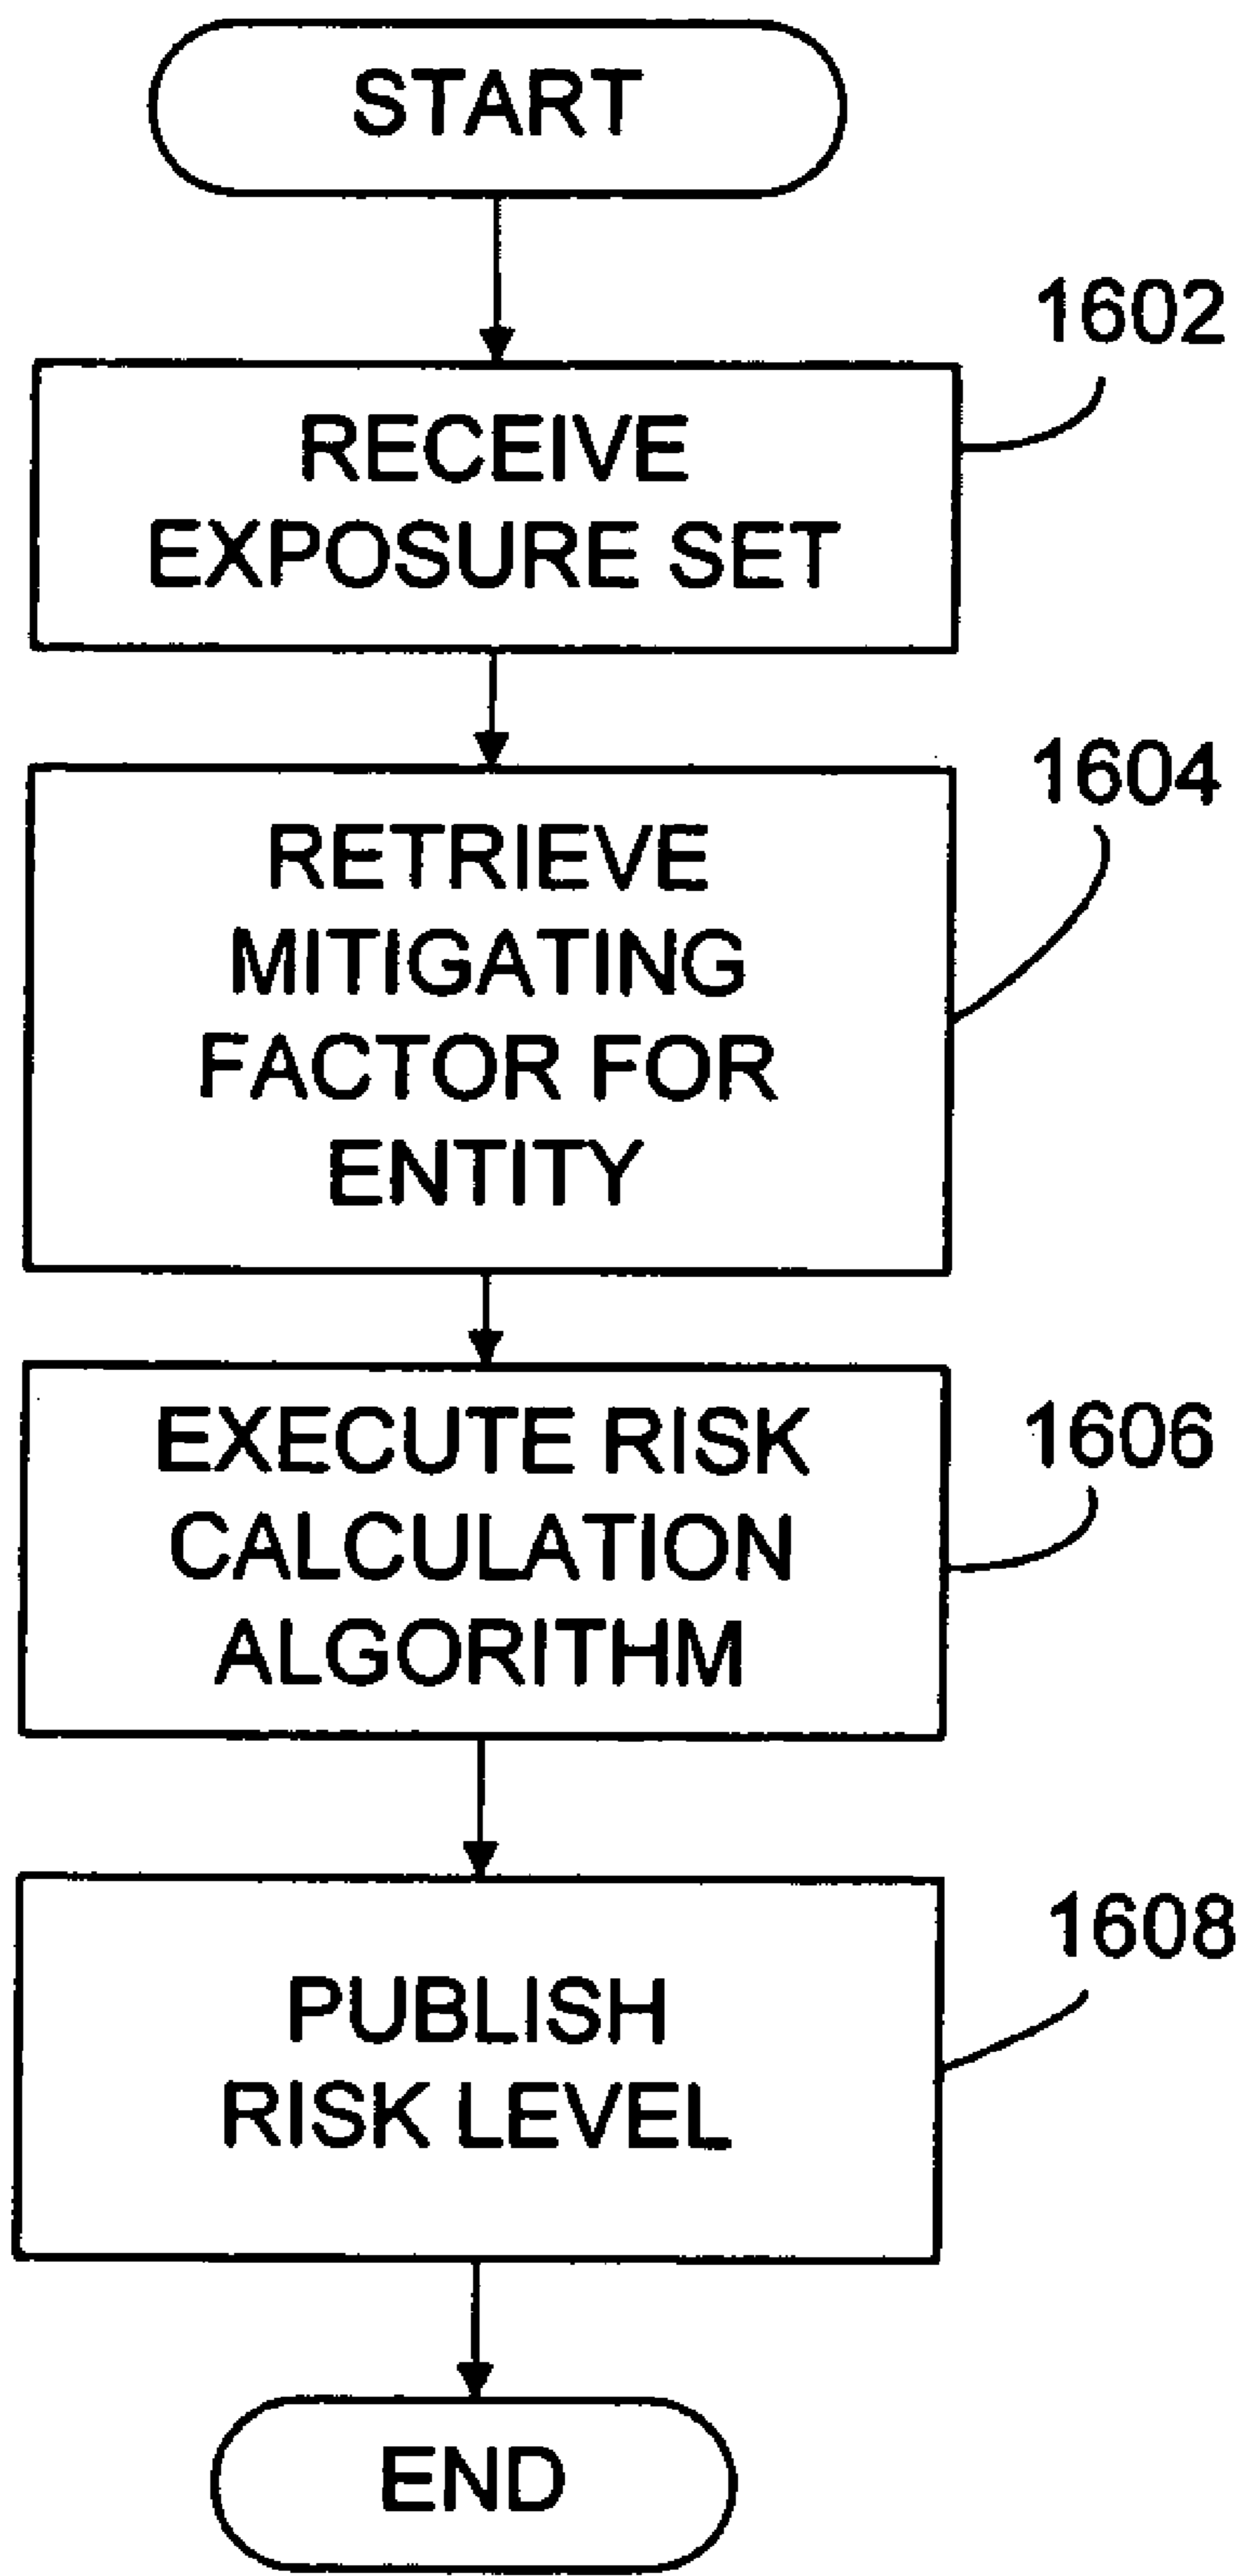 START
1602
RECEIVE
EXPOSURE SET
1604
RETRIEVE
MITIGATING
FACTOR FOR
ENTITY
1606
EXECUTE RISK
CALCULATION
ALGORITHM
1608
PUBLISH
RISK LEVEL
END